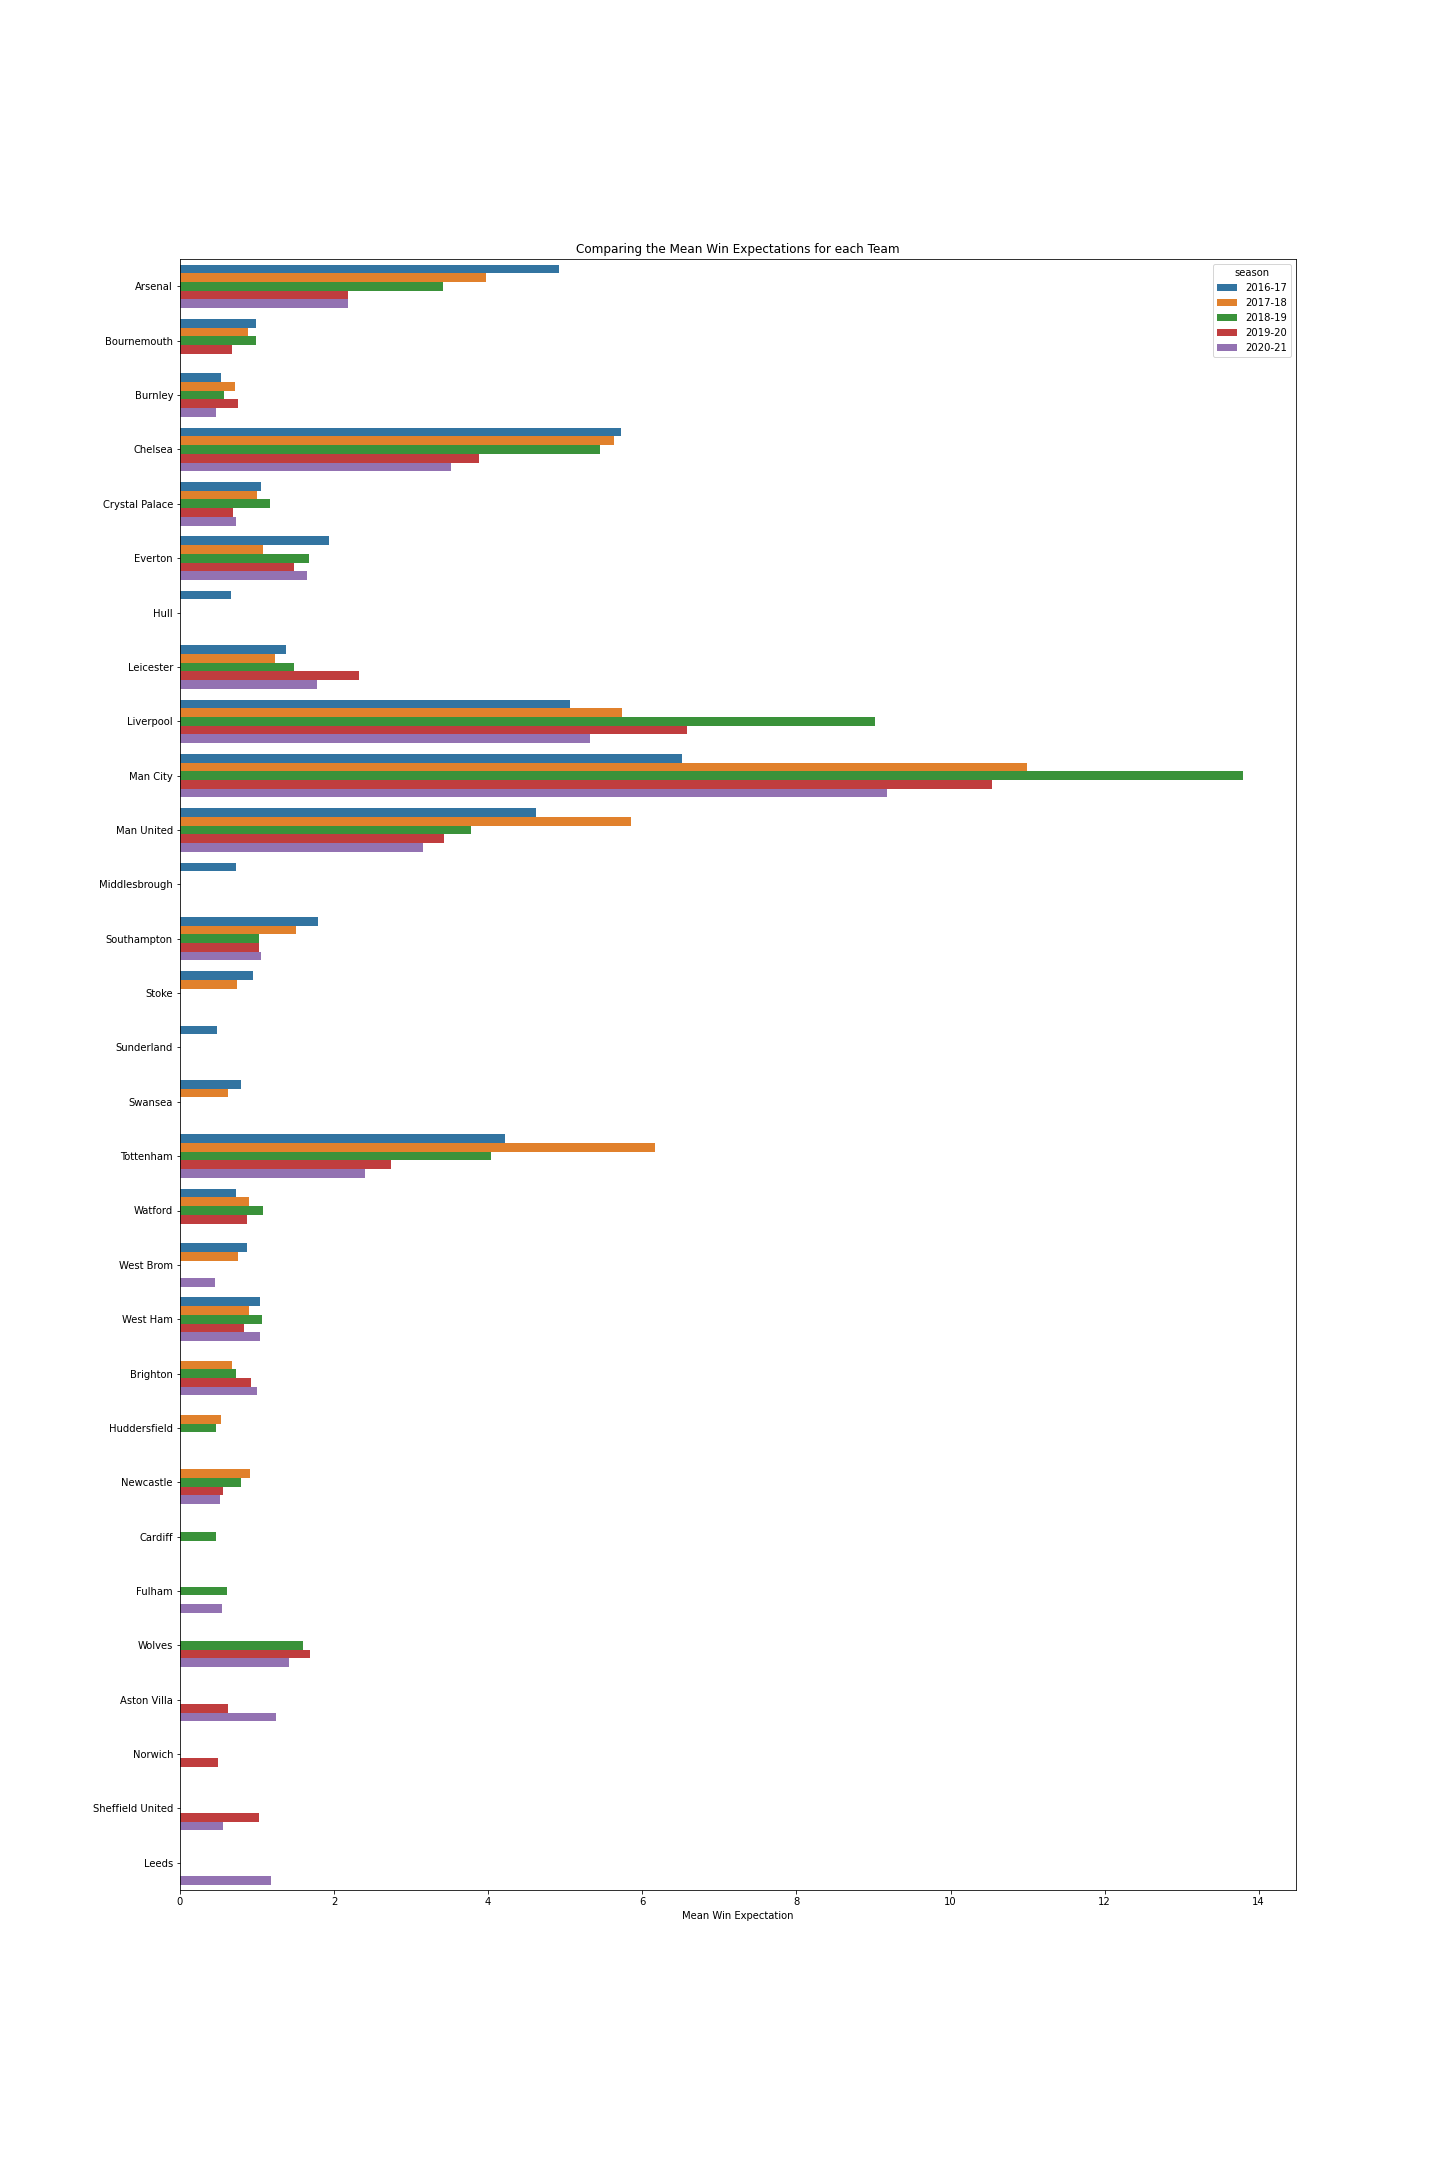 Comparing the Mean Win Expectations for each Team
season
2016-17
2017-18
2018-19
2019-20
2020-21
Arsenal
Bournemouth
Burnley
Chelsea
Crystal Palace
Everton
Hull
Leicester
Liverpool
Man City
Man United
Middlesbrough
Southampton
Stoke
Sunderland
Swansea
Tottenham
Watford
West Brom
West Ham
Brighton
Huddersfield
Newcastle
Cardiff
Fulham
Wolves
Aston Villa
Norwich
Sheffield United
Leeds
0 2 4 6 8 10 12 14
Mean Win Expectation